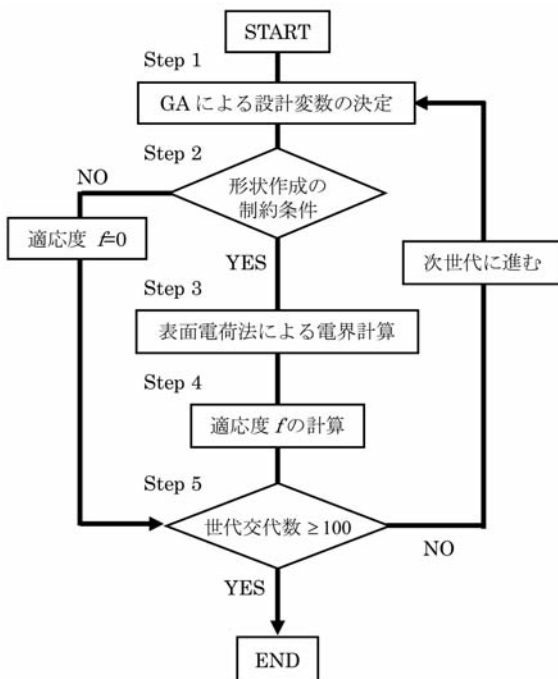 START
Step 1
GA による設計変数の決定
Step 2
NO
形状作成の
制約条件
適応度 f=0
YES
次世代に進む
Step 3
表面電荷法による電界計算
Step 4
適応度 f の計算
Step 5
世代交代数 ≥ 100
NO
YES
END